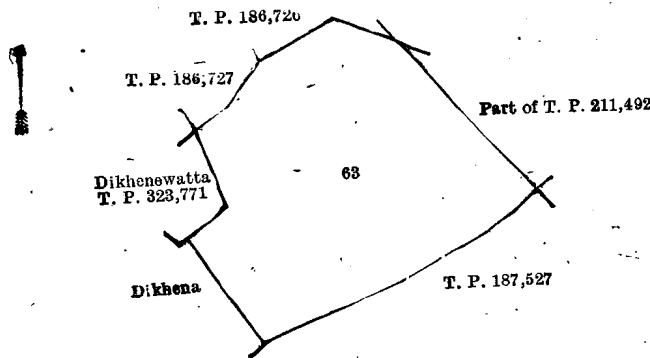 T. P. 186,726
T. P. 186,727
Part of T. P. 211,492
Dikhenewatta
T. P. 323,771
63
Dikhena
T. P. 187,527